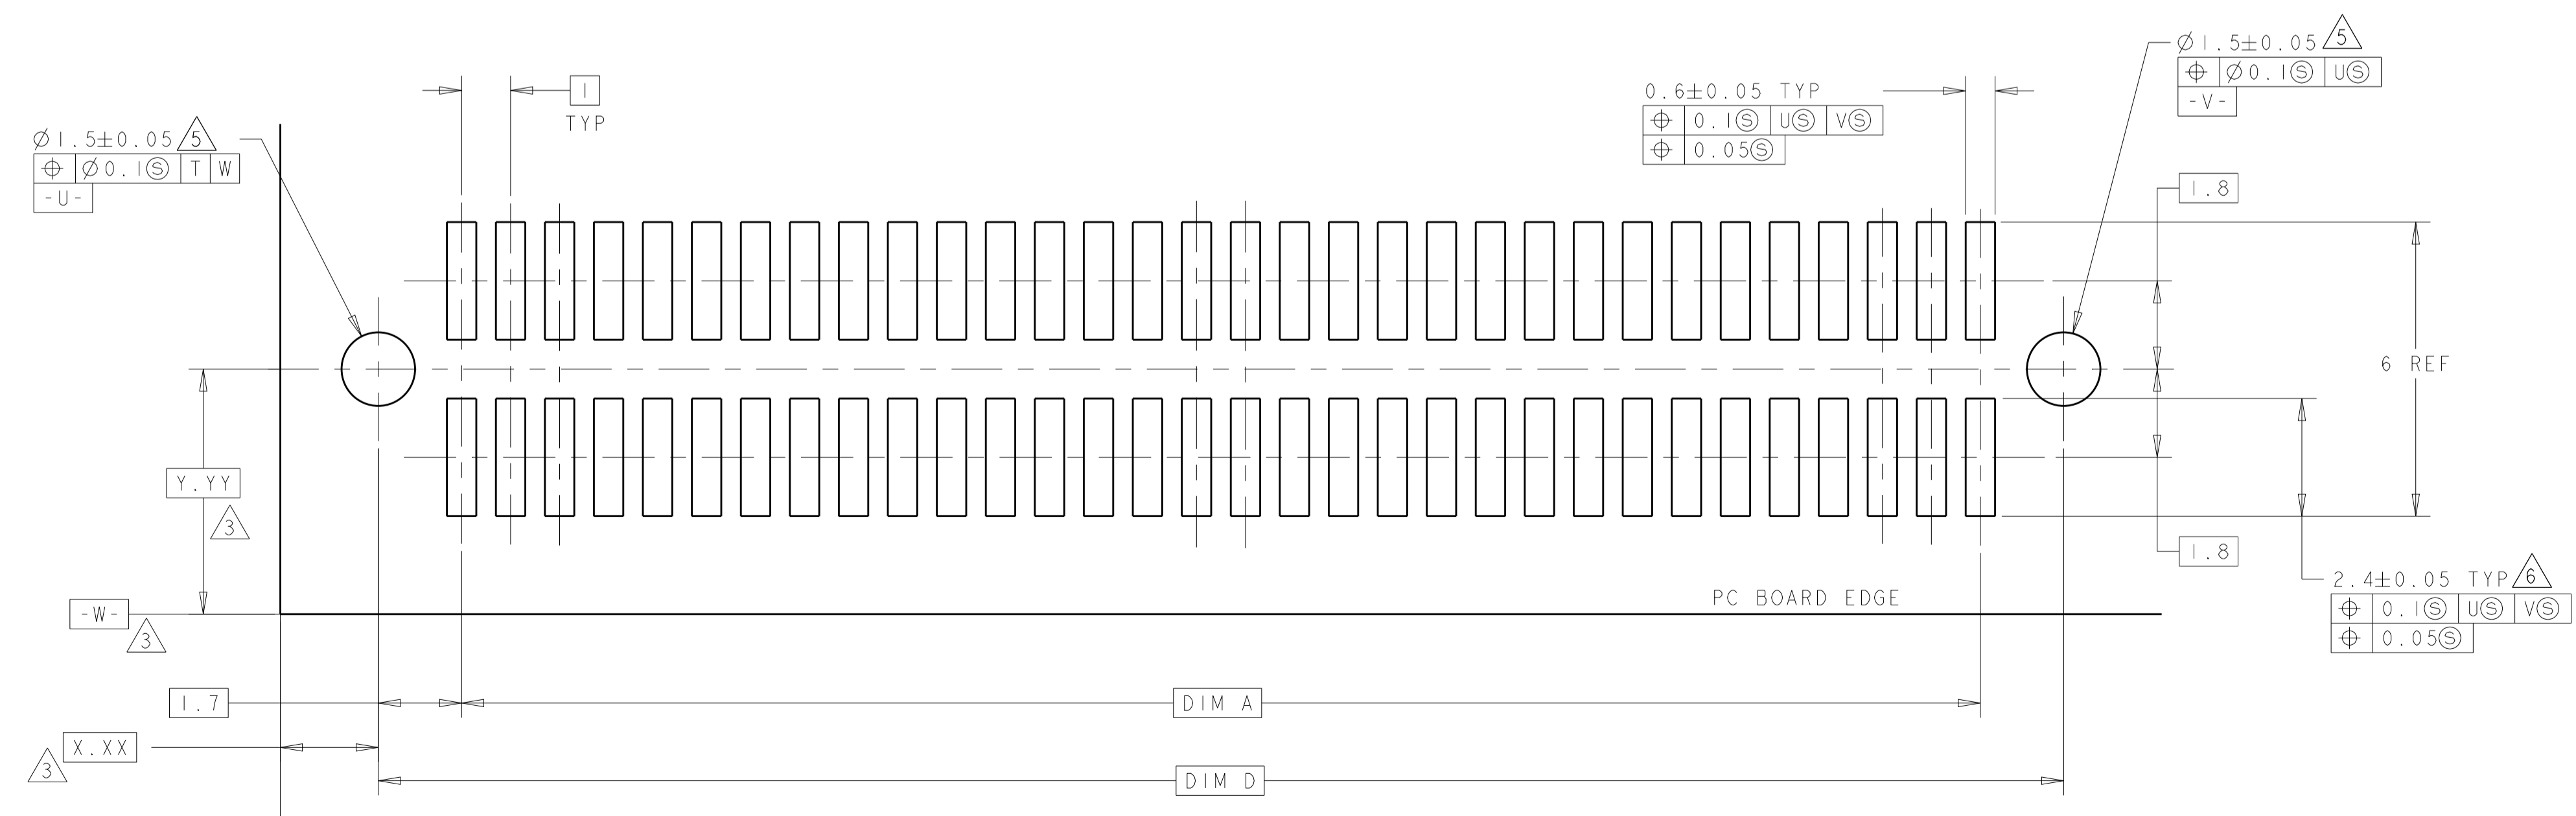 Ø1.5±0.05 5
⌖ Ø0.1Ⓢ T W
-U-
1
TYP
0.6±0.05 TYP
⌖ 0.1Ⓢ UⓈ VⓈ
⌖ 0.05Ⓢ
Ø1.5±0.05 5
⌖ Ø0.1Ⓢ UⓈ
-V-
1.8
6 REF
1.8
2.4±0.05 TYP 6
⌖ 0.1Ⓢ UⓈ VⓈ
⌖ 0.05Ⓢ
Y.YY
3
-W-
3
PC BOARD EDGE
1.7
DIM A
X.XX
3
DIM D